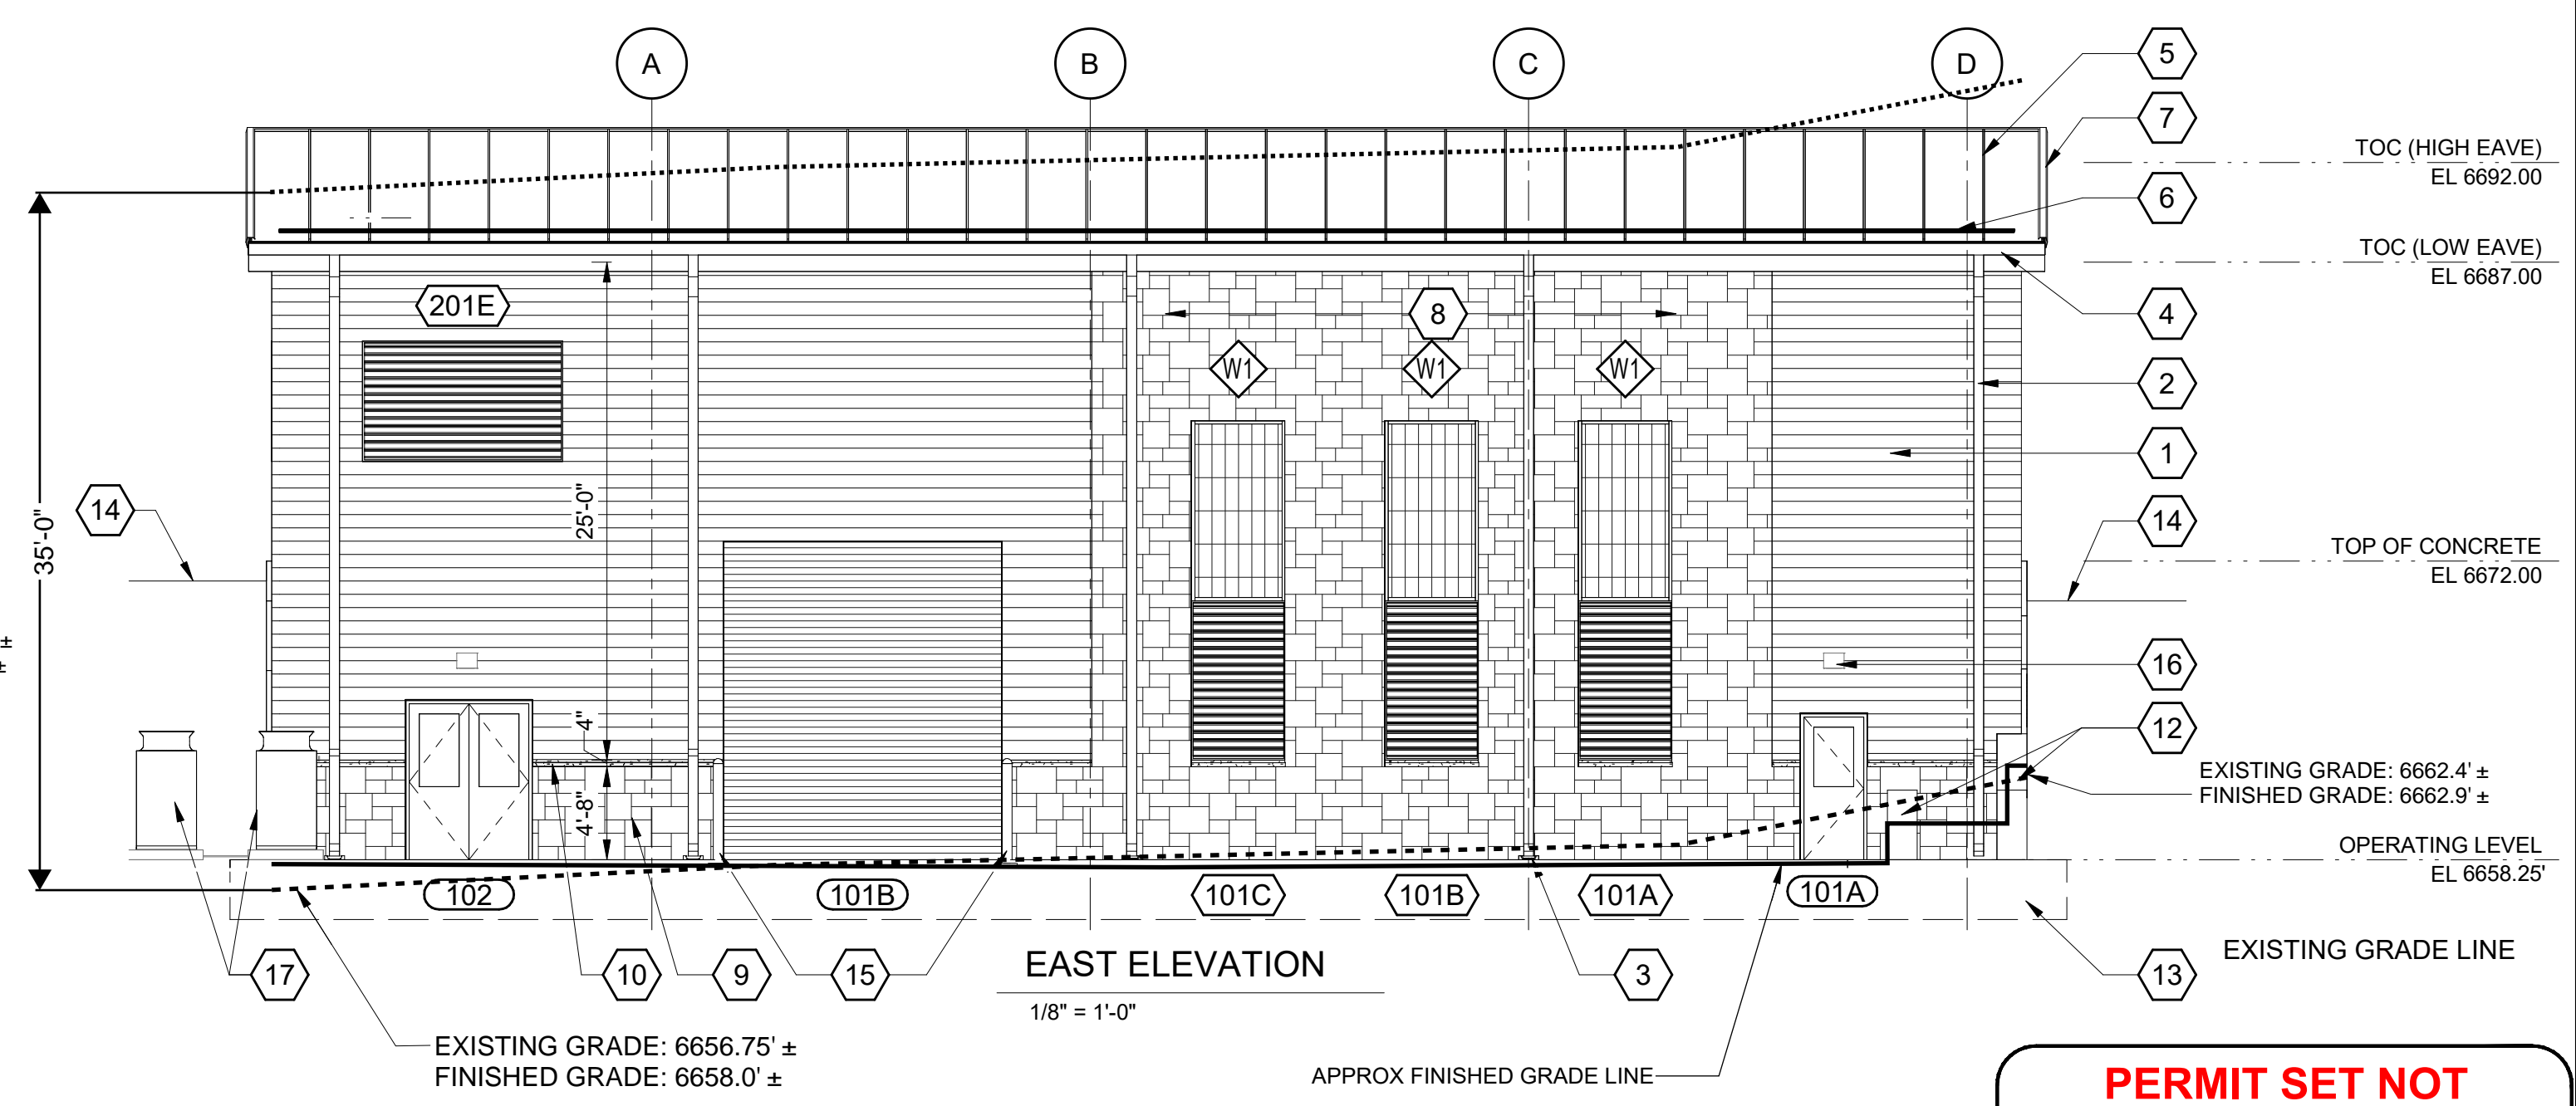 A
B
C
D
5
7
TOC (HIGH EAVE)
EL 6692.00
6
TOC (LOW EAVE)
EL 6687.00
4
201E
8
W1
W1
W1
2
1
25'-0"
14
35'-0"
14
TOP OF CONCRETE
EL 6672.00
± ±
16
4"
12
EXISTING GRADE: 6662.4' ±
FINISHED GRADE: 6662.9' ±
4'-8"
OPERATING LEVEL
EL 6658.25'
102
101B
101C
101B
101A
101A
17
10
9
15
EAST ELEVATION
1/8" = 1'-0"
3
13
EXISTING GRADE LINE
EXISTING GRADE: 6656.75' ±
FINISHED GRADE: 6658.0' ±
APPROX FINISHED GRADE LINE
PERMIT SET NOT